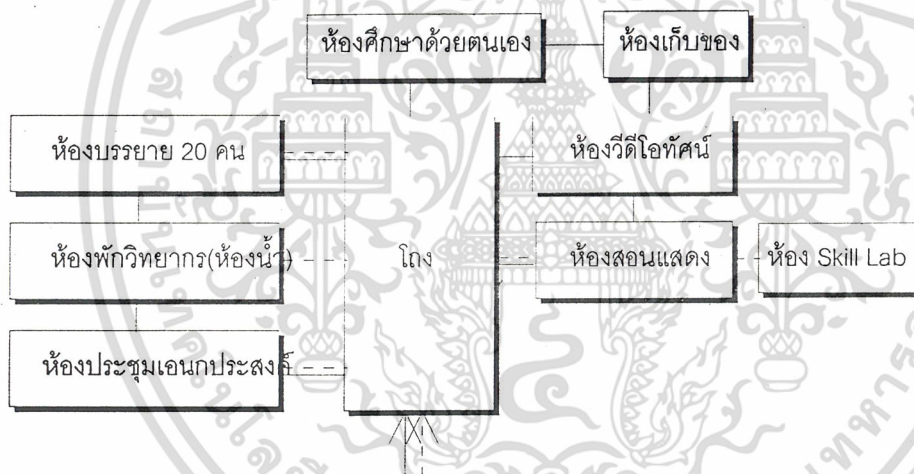 ห้องศึกษาด้วยตนเอง
ห้องเก็บของ
ห้องบรรยาย 20 คน
ห้องวีดีโอทัศน์
ห้องพักวิทยากร(ห้องน้ำ)
โถง
ห้องสอนแสดง
ห้อง Skill Lab
ห้องประชุมเอนกประสงค์